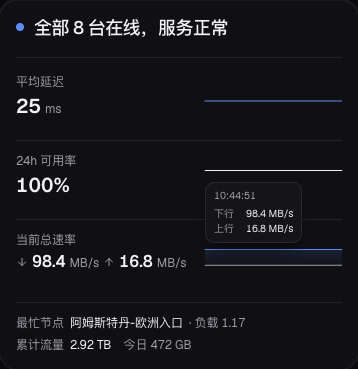 全部 8 台在线，服务正常
平均延迟
25 ms
24h 可用率
100%
10:44:51
下行 98.4 MB/s
上行 16.8 MB/s
当前总速率
↓ 98.4 MB/s ↑ 16.8 MB/s
最忙节点 阿姆斯特丹-欧洲入口 · 负载 1.17
累计流量 2.92 TB 今日 472 GB